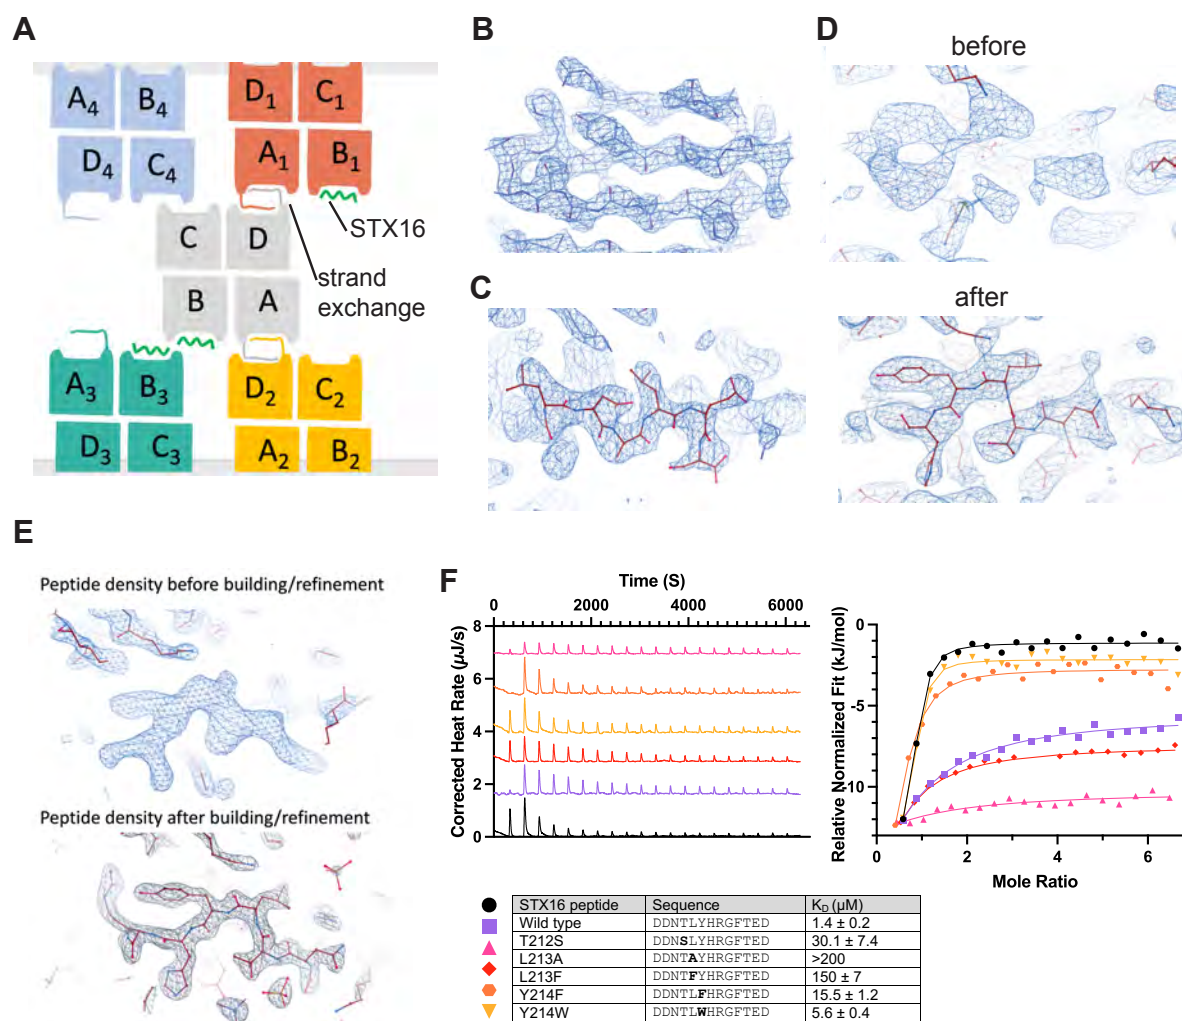 A
A4 B4 D1 C1
D4 C4 A1 B1
STX16
C D
strand
exchange
B A
A3 B3 D2 C2
D3 C3 A2 B2
B
C
D
before
after
E
Peptide density before building/refinement
Peptide density after building/refinement
F
Time (S)
0 2000 4000 6000
Corrected Heat Rate (µJ/s)
8
6
4
2
0
Relative Normalized Fit (kJ/mol)
0
-5
-10
0 2 4 6
Mole Ratio
STX16 peptide Sequence KD (µM)
Wild type DDNTLYHRGFTED 1.4 ± 0.2
T212S DDNSLYHRGFTED 30.1 ± 7.4
L213A DDNTAYHRGFTED >200
L213F DDNTFYHRGFTED 150 ± 7
Y214F DDNTLFHRGFTED 15.5 ± 1.2
Y214W DDNTLWHRGFTED 5.6 ± 0.4